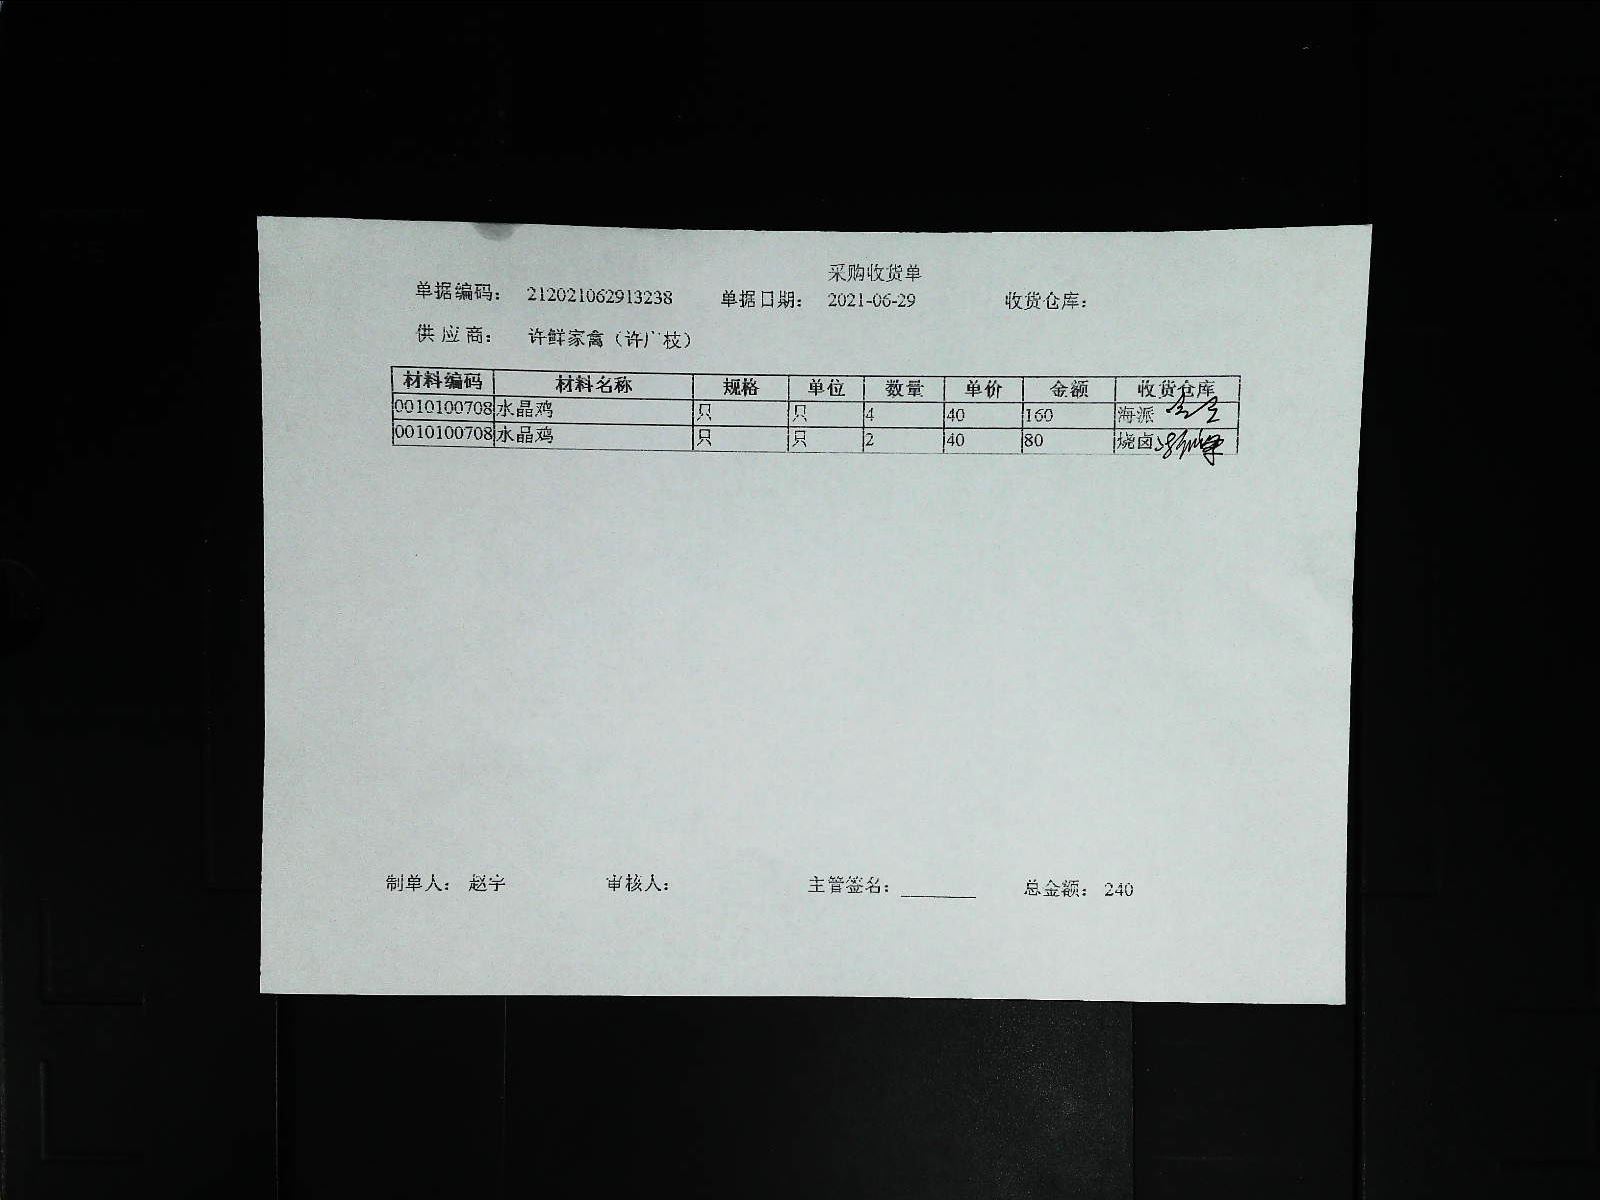 采购收货单
单据编码： 212021062913238 单据日期： 2021-06-29 收货仓库：
供应商： 许鲜家禽（许广枝）
材料编码 材料名称 规格 单位 数量 单价 金额 收货仓库
0010100708 水晶鸡 只 只 4 40 160 海派
0010100708 水晶鸡 只 只 2 40 80 烧卤
制单人： 赵宇 审核人： 主管签名： 总金额： 240